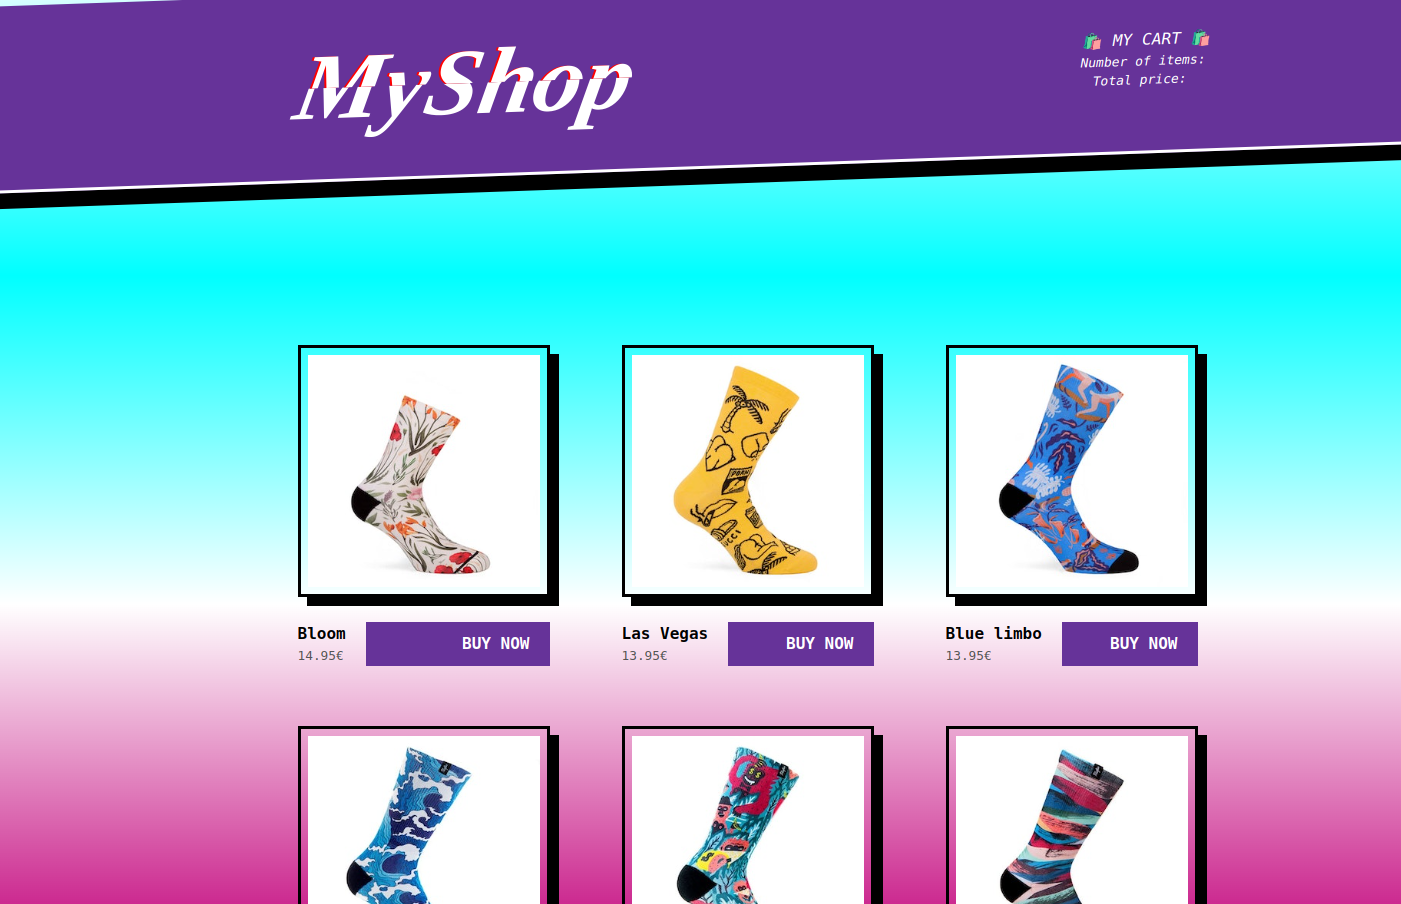 MyShop
🛍️ MY CART 🛍️
Number of items:
Total price:
Bloom
14.95€
BUY NOW
Las Vegas
13.95€
BUY NOW
Blue limbo
13.95€
BUY NOW